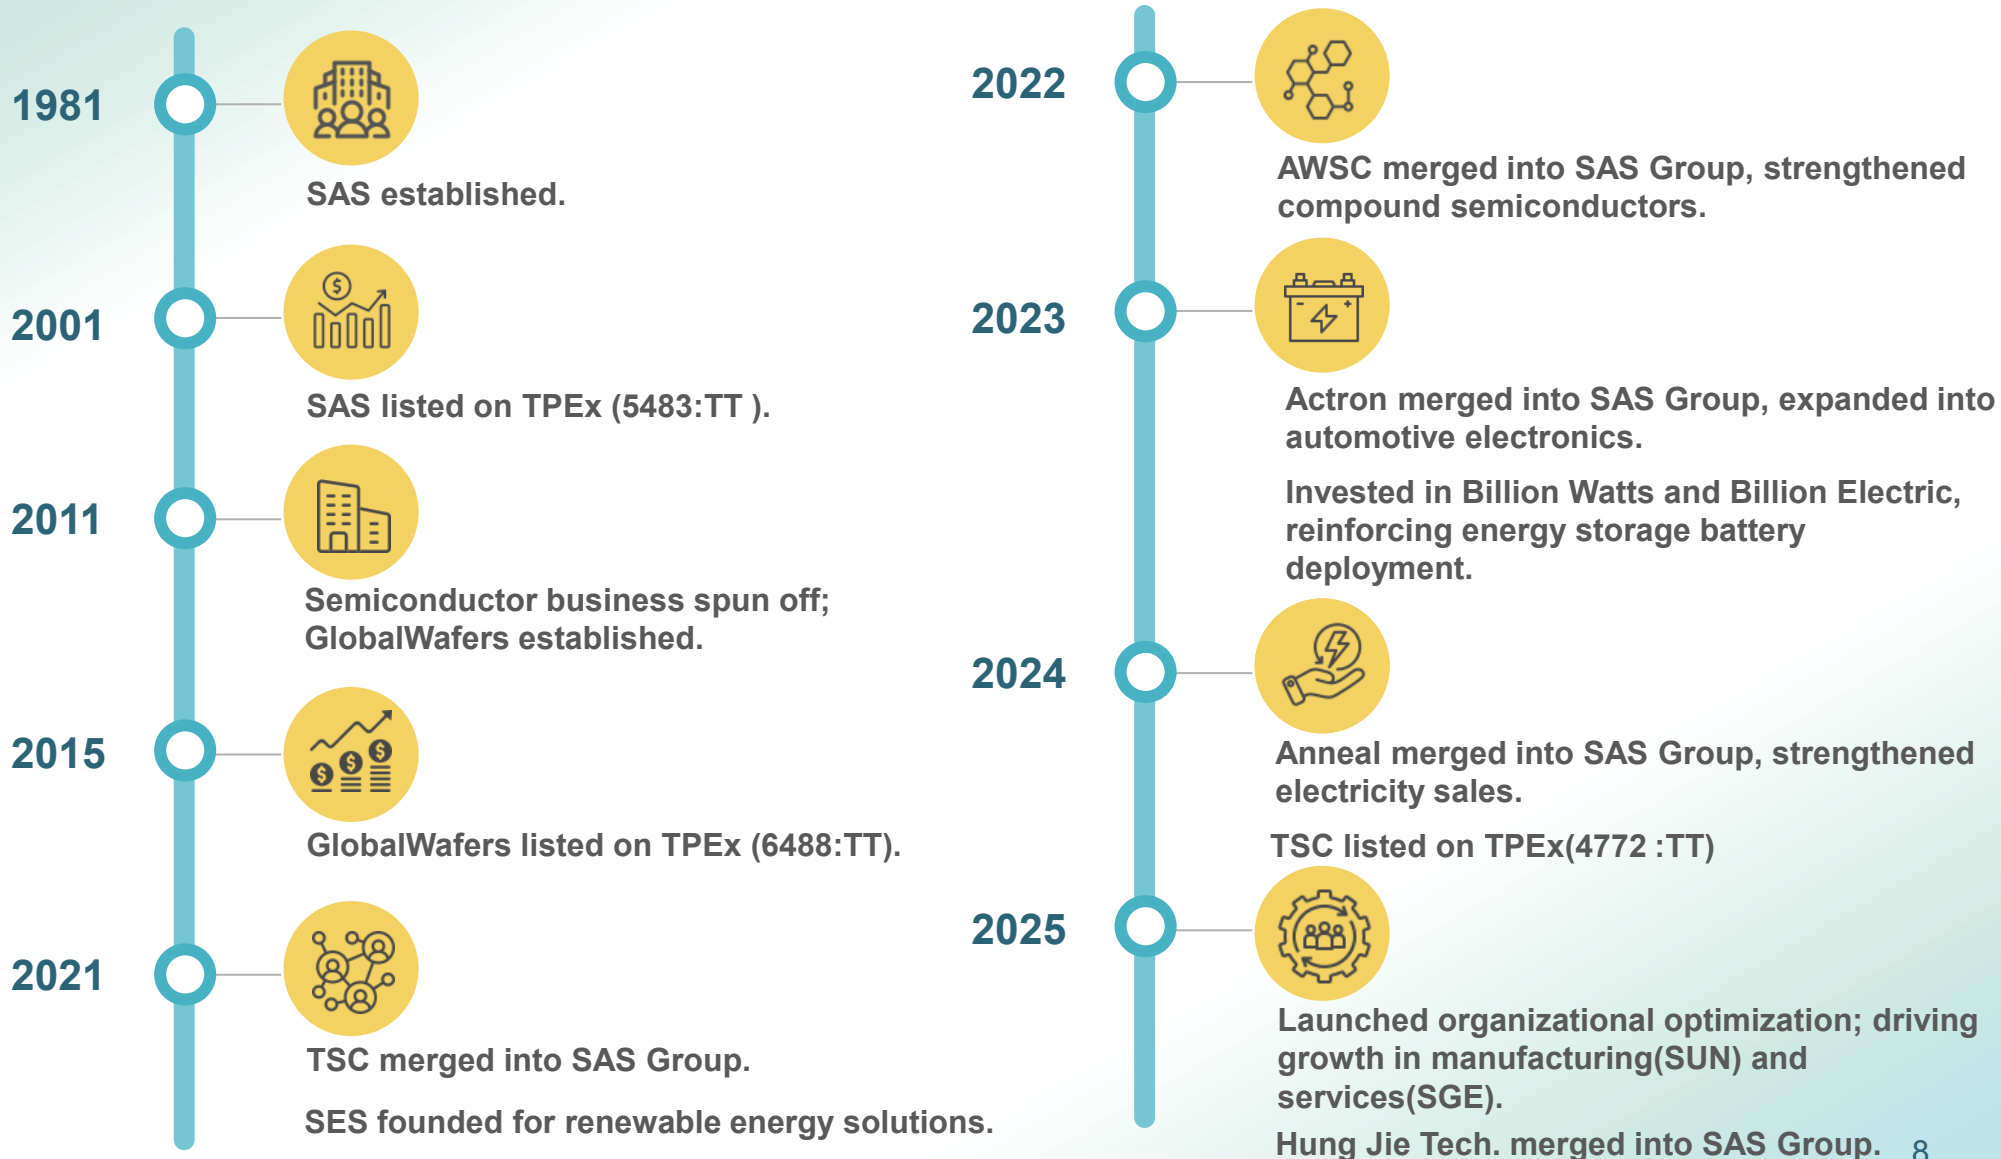 1981
SAS established.
2001
SAS listed on TPEx (5483:TT ).
2011
Semiconductor business spun off;
GlobalWafers established.
2015
GlobalWafers listed on TPEx (6488:TT).
2021
TSC merged into SAS Group.
SES founded for renewable energy solutions.
2022
AWSC merged into SAS Group, strengthened
compound semiconductors.
2023
Actron merged into SAS Group, expanded into
automotive electronics.
Invested in Billion Watts and Billion Electric,
reinforcing energy storage battery
deployment.
2024
Anneal merged into SAS Group, strengthened
electricity sales.
TSC listed on TPEx(4772 :TT)
2025
Launched organizational optimization; driving
growth in manufacturing(SUN) and
services(SGE).
Hung Jie Tech. merged into SAS Group.
8